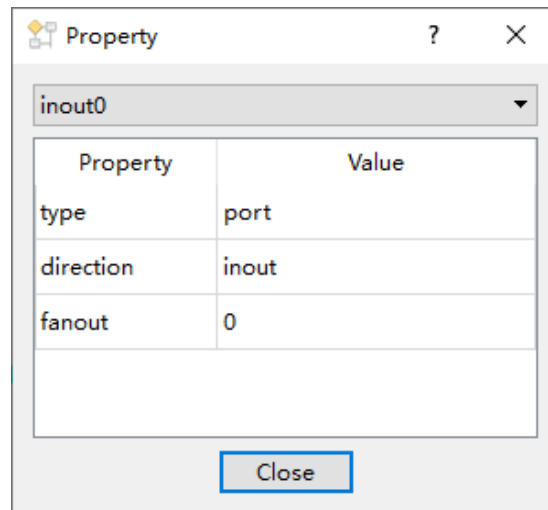 Property ?
inout0
Property Value
type port
direction inout
fanout 0
Close